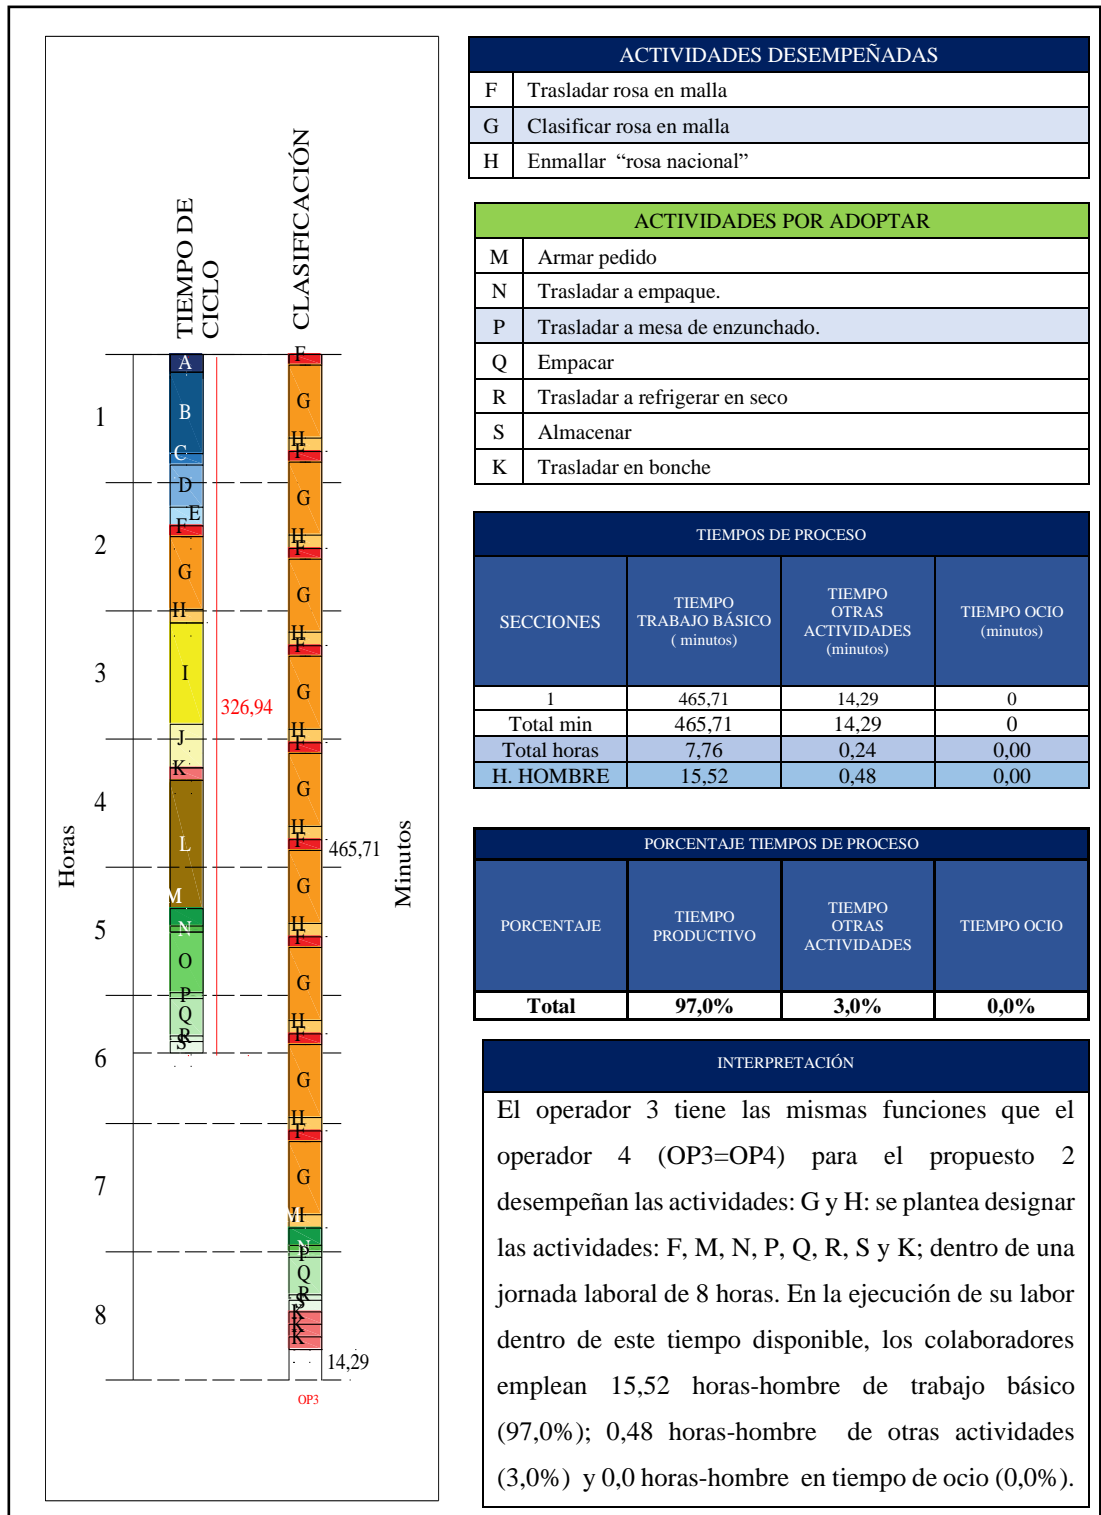 TIEMPO DE
CICLO
CLASIFICACIÓN
Horas
1
2
3
4
5
6
7
8
A
B
C
D
E
F
G
H
I
J
K
L
M
N
O
P
Q
R
S
326,94
F
G
H
F
G
H
F
G
H
F
G
H
F
G
H
F
G
H
F
G
H
F
G
H
F
G
H
M
N
P
Q
R
S
K
K
K
465,71
14,29
OP3
Minutos
ACTIVIDADES DESEMPEÑADAS
F Trasladar rosa en malla
G Clasificar rosa en malla
H Enmallar “rosa nacional”
ACTIVIDADES POR ADOPTAR
M Armar pedido
N Trasladar a empaque.
P Trasladar a mesa de enzunchado.
Q Empacar
R Trasladar a refrigerar en seco
S Almacenar
K Trasladar en bonche
TIEMPOS DE PROCESO
SECCIONES
TIEMPO
TRABAJO BÁSICO
( minutos)
TIEMPO
OTRAS
ACTIVIDADES
(minutos)
TIEMPO OCIO
(minutos)
1 465,71 14,29 0
Total min 465,71 14,29 0
Total horas 7,76 0,24 0,00
H. HOMBRE 15,52 0,48 0,00
PORCENTAJE TIEMPOS DE PROCESO
PORCENTAJE
TIEMPO
PRODUCTIVO
TIEMPO
OTRAS
ACTIVIDADES
TIEMPO OCIO
Total 97,0% 3,0% 0,0%
INTERPRETACIÓN
El operador 3 tiene las mismas funciones que el
operador 4 (OP3=OP4) para el propuesto 2
desempeñan las actividades: G y H: se plantea designar
las actividades: F, M, N, P, Q, R, S y K; dentro de una
jornada laboral de 8 horas. En la ejecución de su labor
dentro de este tiempo disponible, los colaboradores
emplean 15,52 horas-hombre de trabajo básico
(97,0%); 0,48 horas-hombre de otras actividades
(3,0%) y 0,0 horas-hombre en tiempo de ocio (0,0%).